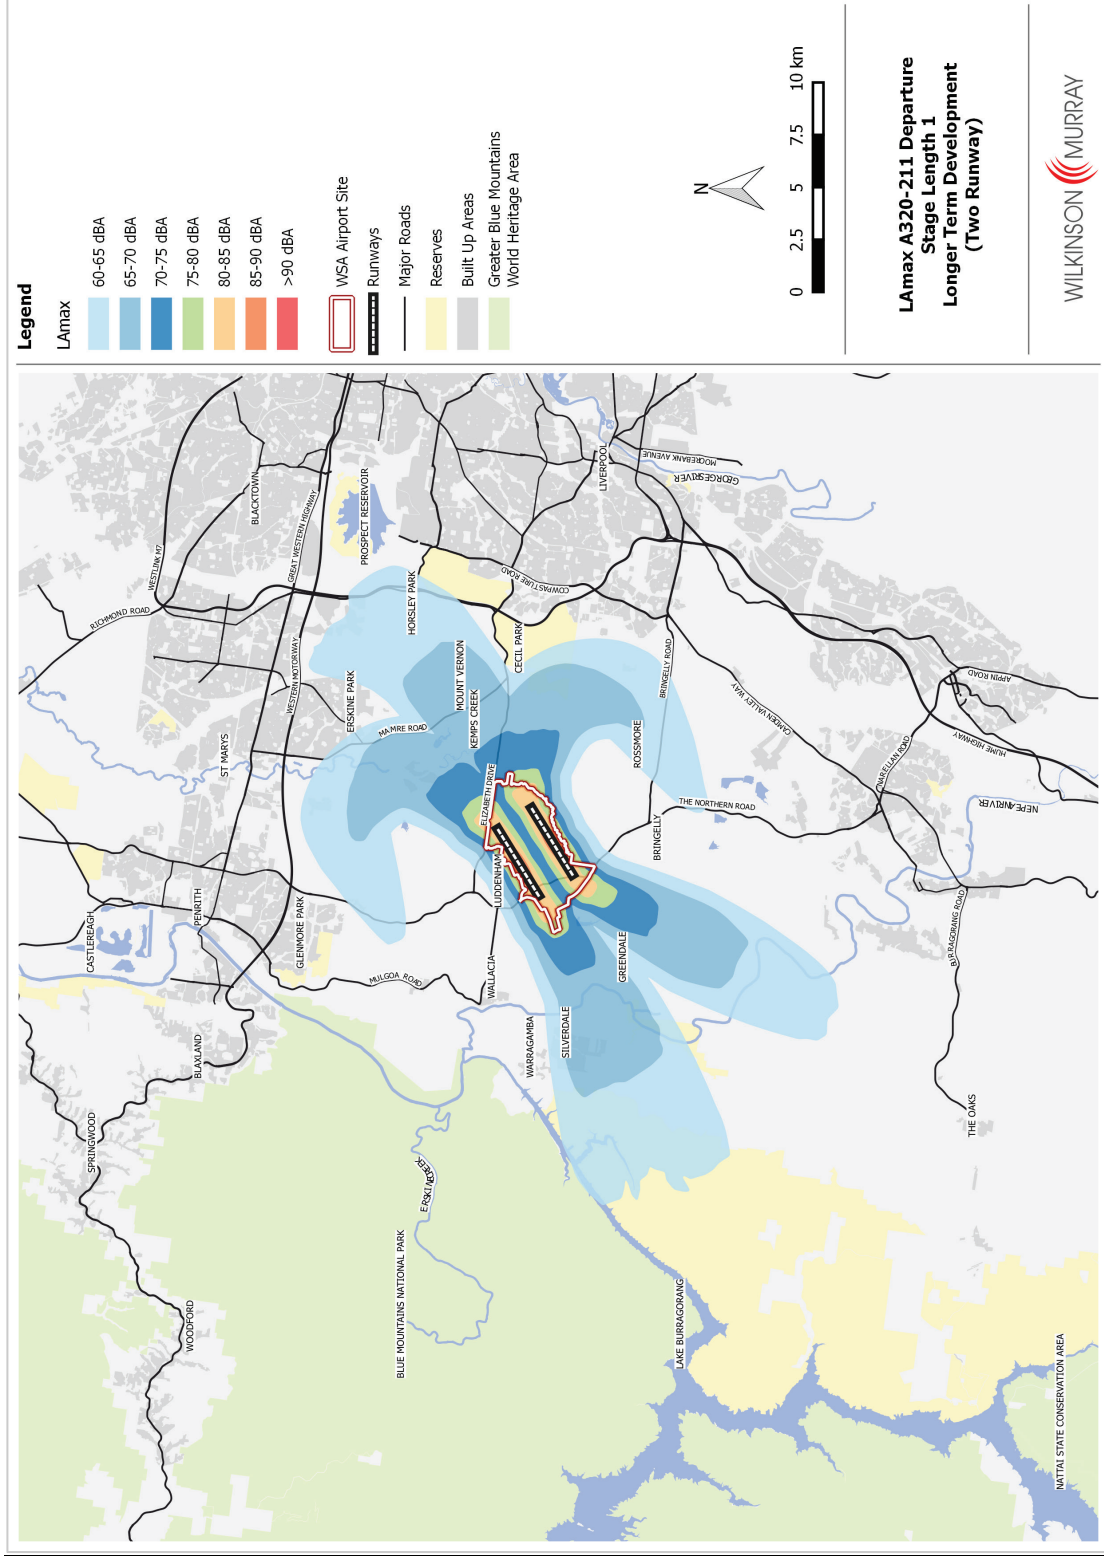 Legend
LAmax
60-65 dBA
65-70 dBA
70-75 dBA
75-80 dBA
80-85 dBA
85-90 dBA
>90 dBA
WSA Airport Site
Runways
Major Roads
Reserves
Built Up Areas
Greater Blue Mountains
World Heritage Area
N
0 2.5 5 7.5 10 km
LAmax A320-211 Departure
Stage Length 1
Longer Term Development
(Two Runway)
WILKINSON MURRAY
RICHMOND ROAD
WESTLINK M7
BLACKTOWN
GREAT WESTERN HIGHWAY
PROSPECT RESERVOIR
WESTERN MOTORWAY
ST MARYS
ERSKINE PARK
MAMRE ROAD
HORSLEY PARK
MOUNT VERNON
KEMPS CREEK
CECIL PARK
COWPASTURE ROAD
LIVERPOOL
MOOREBANK AVENUE
GEORGES RIVER
ELIZABETH DRIVE
LUDDENHAM
ROSSMORE
BRINGELLY ROAD
BRINGELLY
THE NORTHERN ROAD
CAMDEN VALLEY WAY
NARELLAN ROAD
HUME HIGHWAY
APPIN ROAD
NEPEAN RIVER
CASTLEREAGH
PENRITH
GLENMORE PARK
MULGOA ROAD
WALLACIA
WARRAGAMBA
SILVERDALE
GREENDALE
BURRAGORANG ROAD
THE OAKS
BLAXLAND
SPRINGWOOD
WOODFORD
ERSKINE CREEK
BLUE MOUNTAINS NATIONAL PARK
LAKE BURRAGORANG
NATTAI STATE CONSERVATION AREA